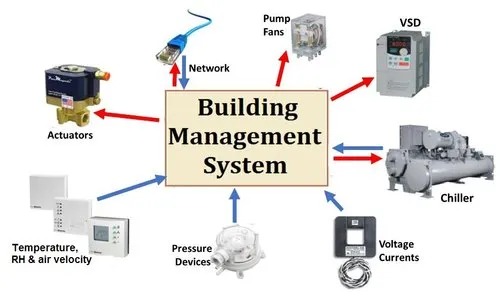 Pump
Fans
VSD
Network
Building
Management
System
Actuators
Chiller
Temperature,
RH & air velocity
Pressure
Devices
Voltage
Currents